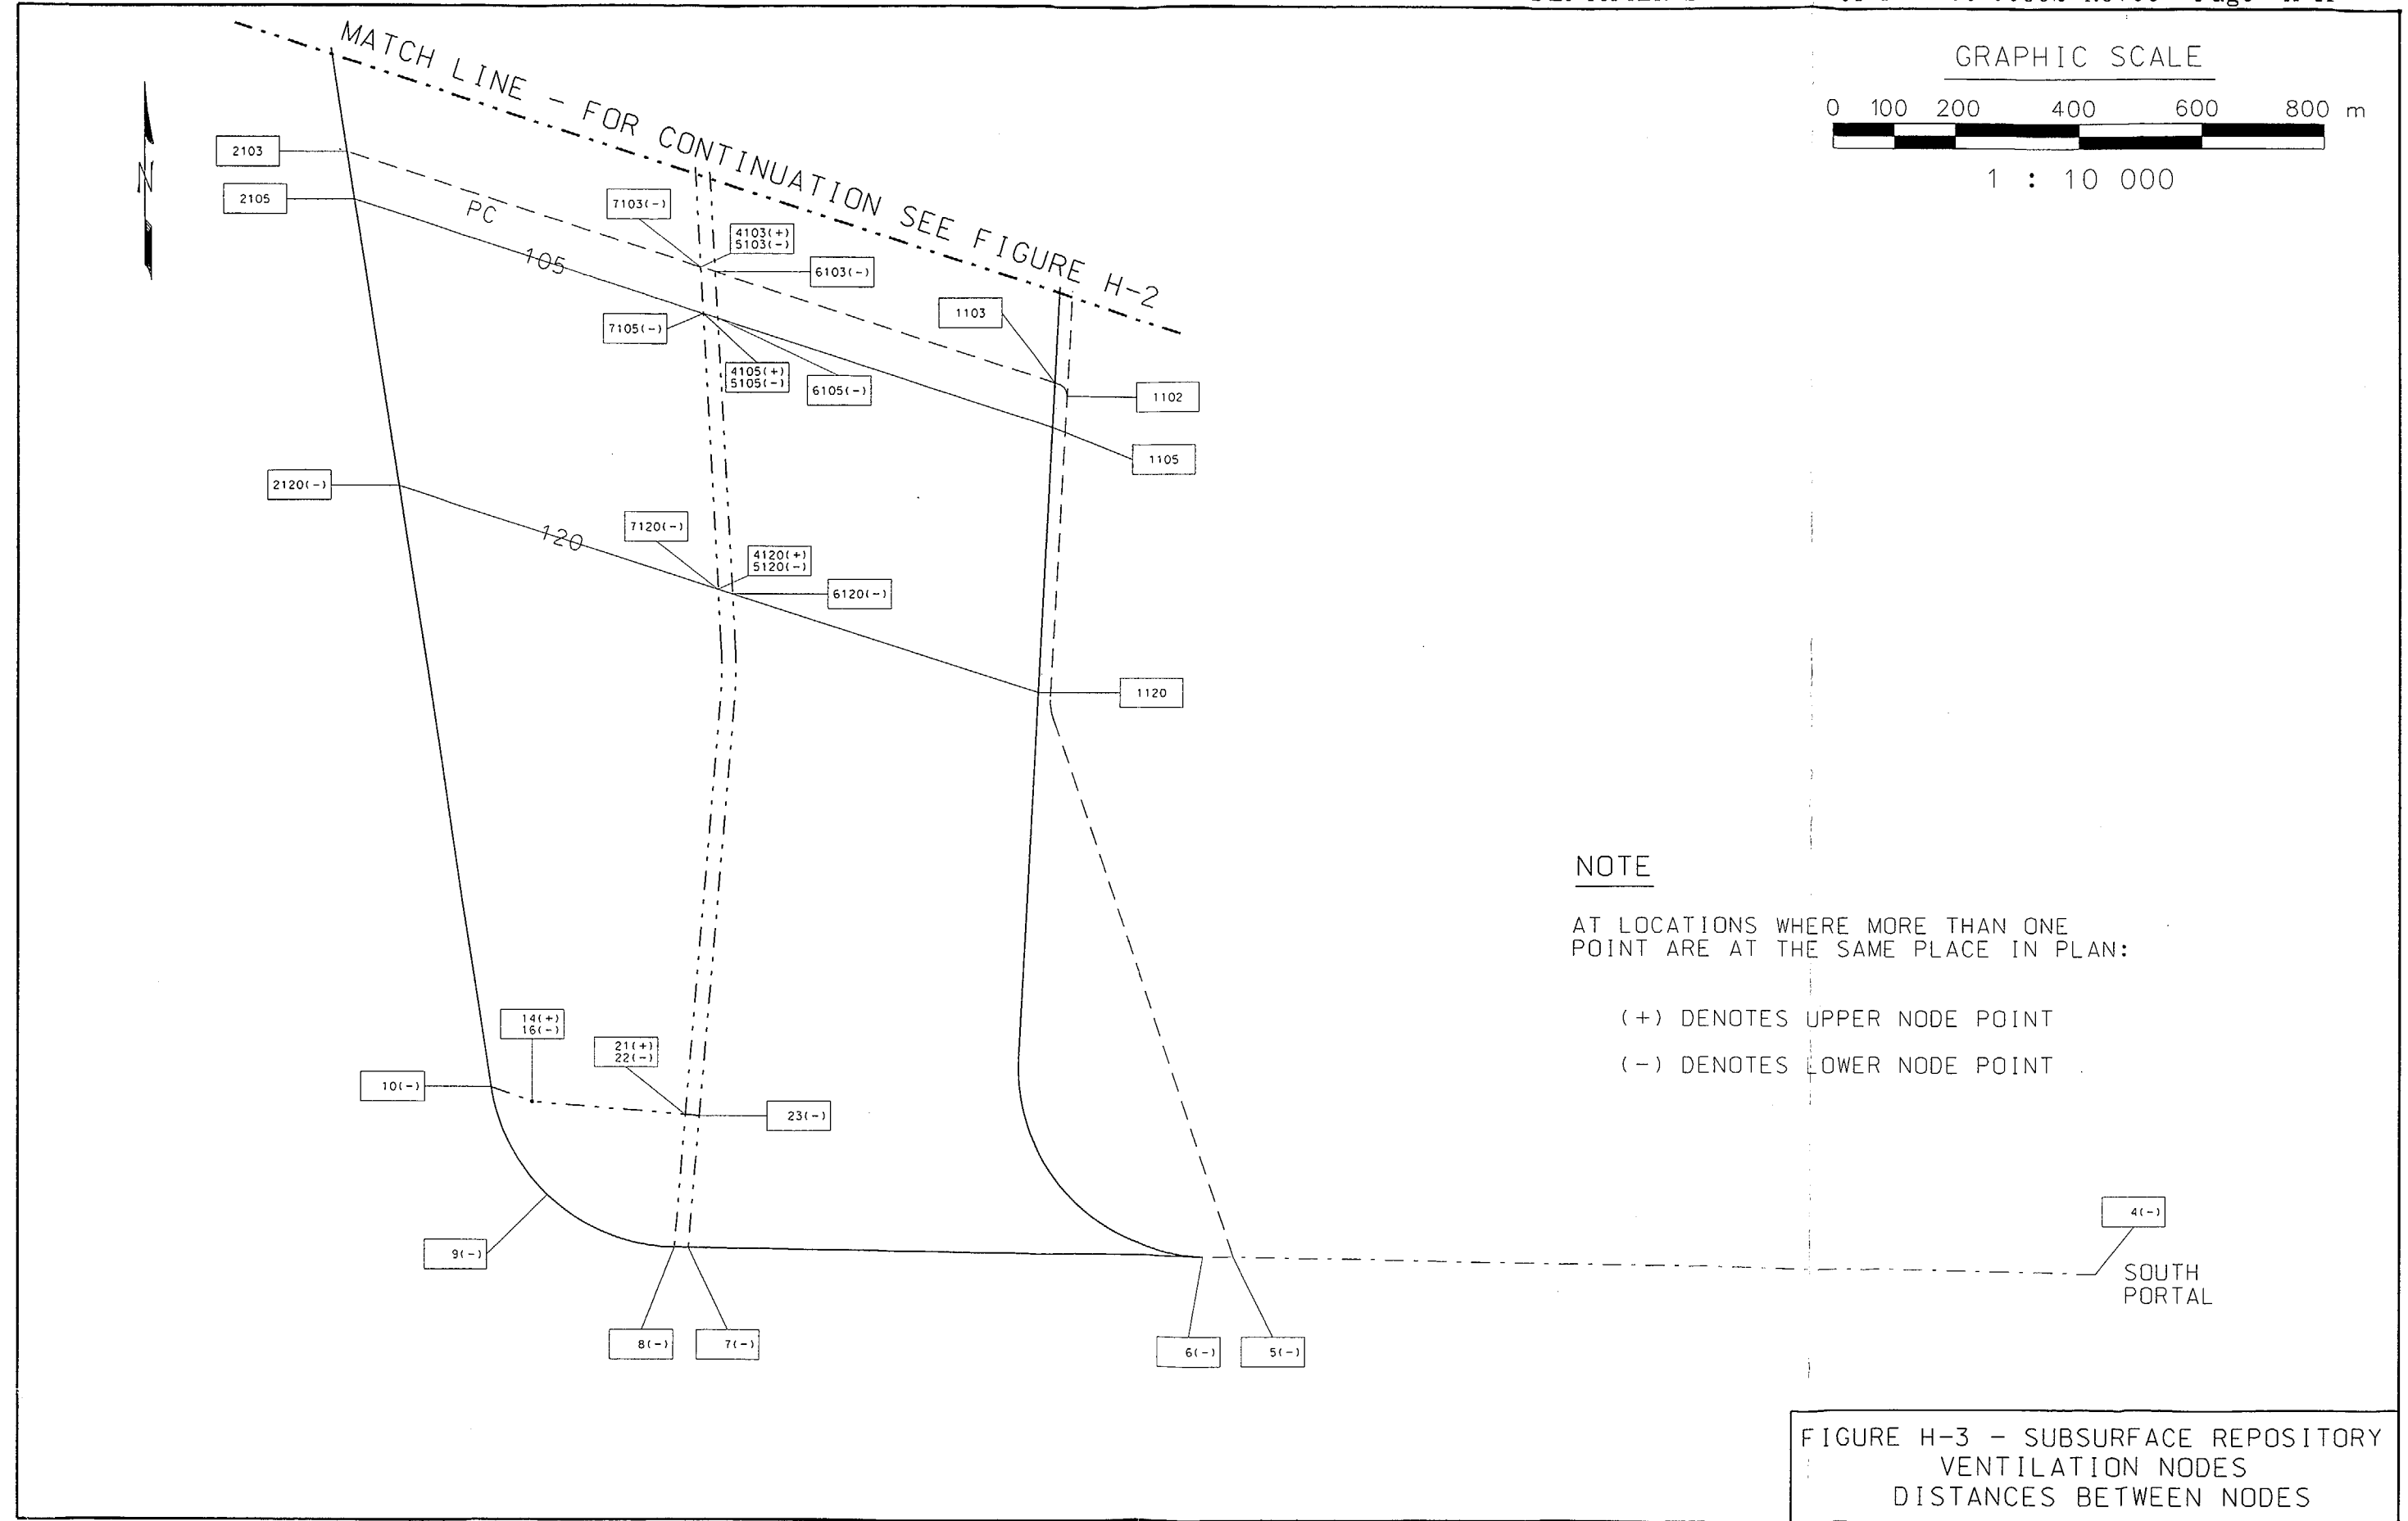 GRAPHIC SCALE
0 100 200 400 600 800 m
1 : 10 000
MATCH LINE - FOR CONTINUATION SEE FIGURE H-2
N
2103
2105
PC
105
7103(-)
4103(+)
5103(-)
6103(-)
1103
7105(-)
4105(+)
5105(-)
6105(-)
1102
1105
2120(-)
120
7120(-)
4120(+)
5120(-)
6120(-)
1120
NOTE
AT LOCATIONS WHERE MORE THAN ONE
POINT ARE AT THE SAME PLACE IN PLAN:
(+) DENOTES UPPER NODE POINT
(-) DENOTES LOWER NODE POINT
14(+)
16(-)
21(+)
22(-)
10(-)
23(-)
9(-)
4(-)
SOUTH
PORTAL
8(-)
7(-)
6(-)
5(-)
FIGURE H-3 - SUBSURFACE REPOSITORY
VENTILATION NODES
DISTANCES BETWEEN NODES